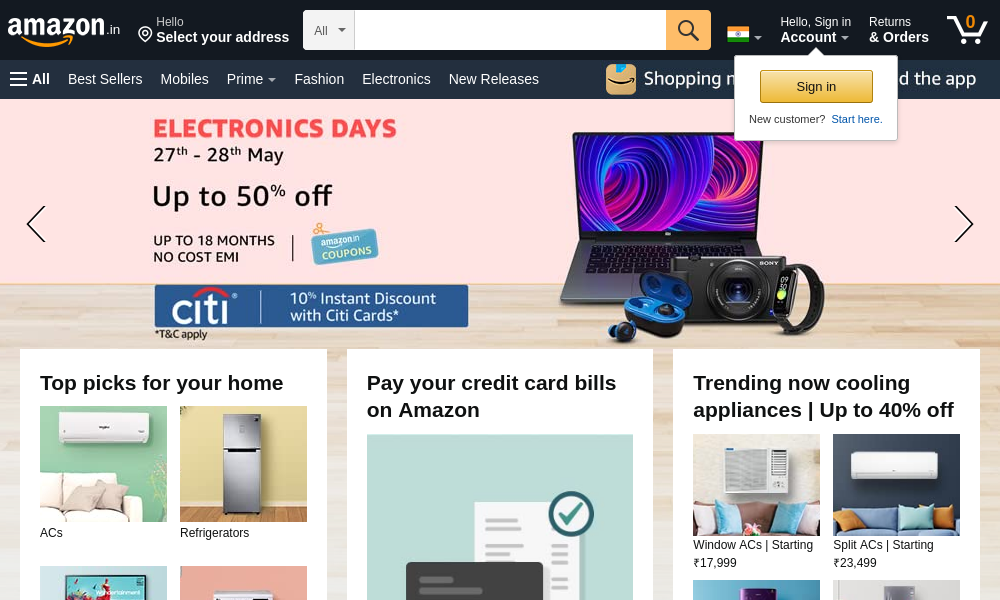 amazon.in
Hello
Select your address
All
Hello, Sign in
Account
Returns
& Orders
0
All
Best Sellers
Mobiles
Prime
Fashion
Electronics
New Releases
Shopping
d the app
Sign in
New customer? Start here.
ELECTRONICS DAYS
27th - 28th May
Up to 50% off
UP TO 18 MONTHS
NO COST EMI
amazon.in
COUPONS
citi
10% Instant Discount
with Citi Cards*
*T&C apply
SONY
Top picks for your home
ACs
Refrigerators
Pay your credit card bills
on Amazon
Trending now cooling
appliances | Up to 40% off
Window ACs | Starting
₹17,999
Split ACs | Starting
₹23,499